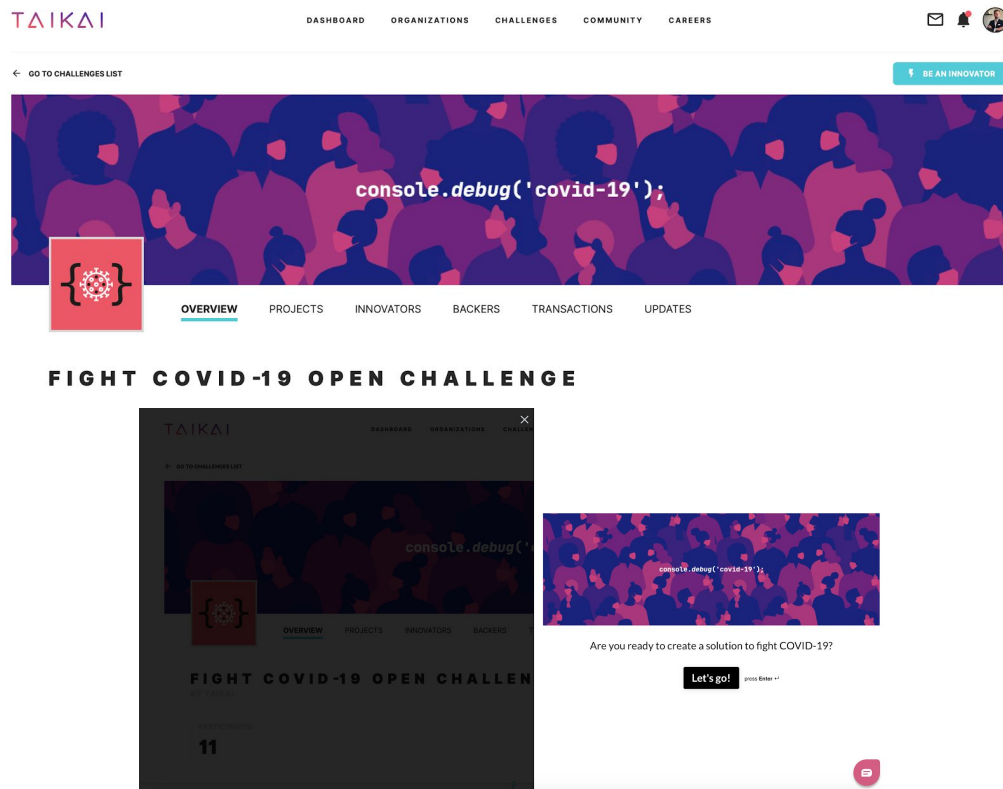 TAIKAI
DASHBOARD ORGANIZATIONS CHALLENGES COMMUNITY CAREERS
← GO TO CHALLENGES LIST
BE AN INNOVATOR
console.debug('covid-19');
{ }
OVERVIEW PROJECTS INNOVATORS BACKERS TRANSACTIONS UPDATES
FIGHT COVID-19 OPEN CHALLENGE
TAIKAI
DASHBOARD ORGANIZATIONS CHALLEN
← GO TO CHALLENGES LIST
console.debug('
{ }
OVERVIEW PROJECTS INNOVATORS BACKERS T
FIGHT COVID-19 OPEN CHALLEN
BY TAIKAI
11
console.debug('covid-19');
Are you ready to create a solution to fight COVID-19?
Let's go! press Enter ↵